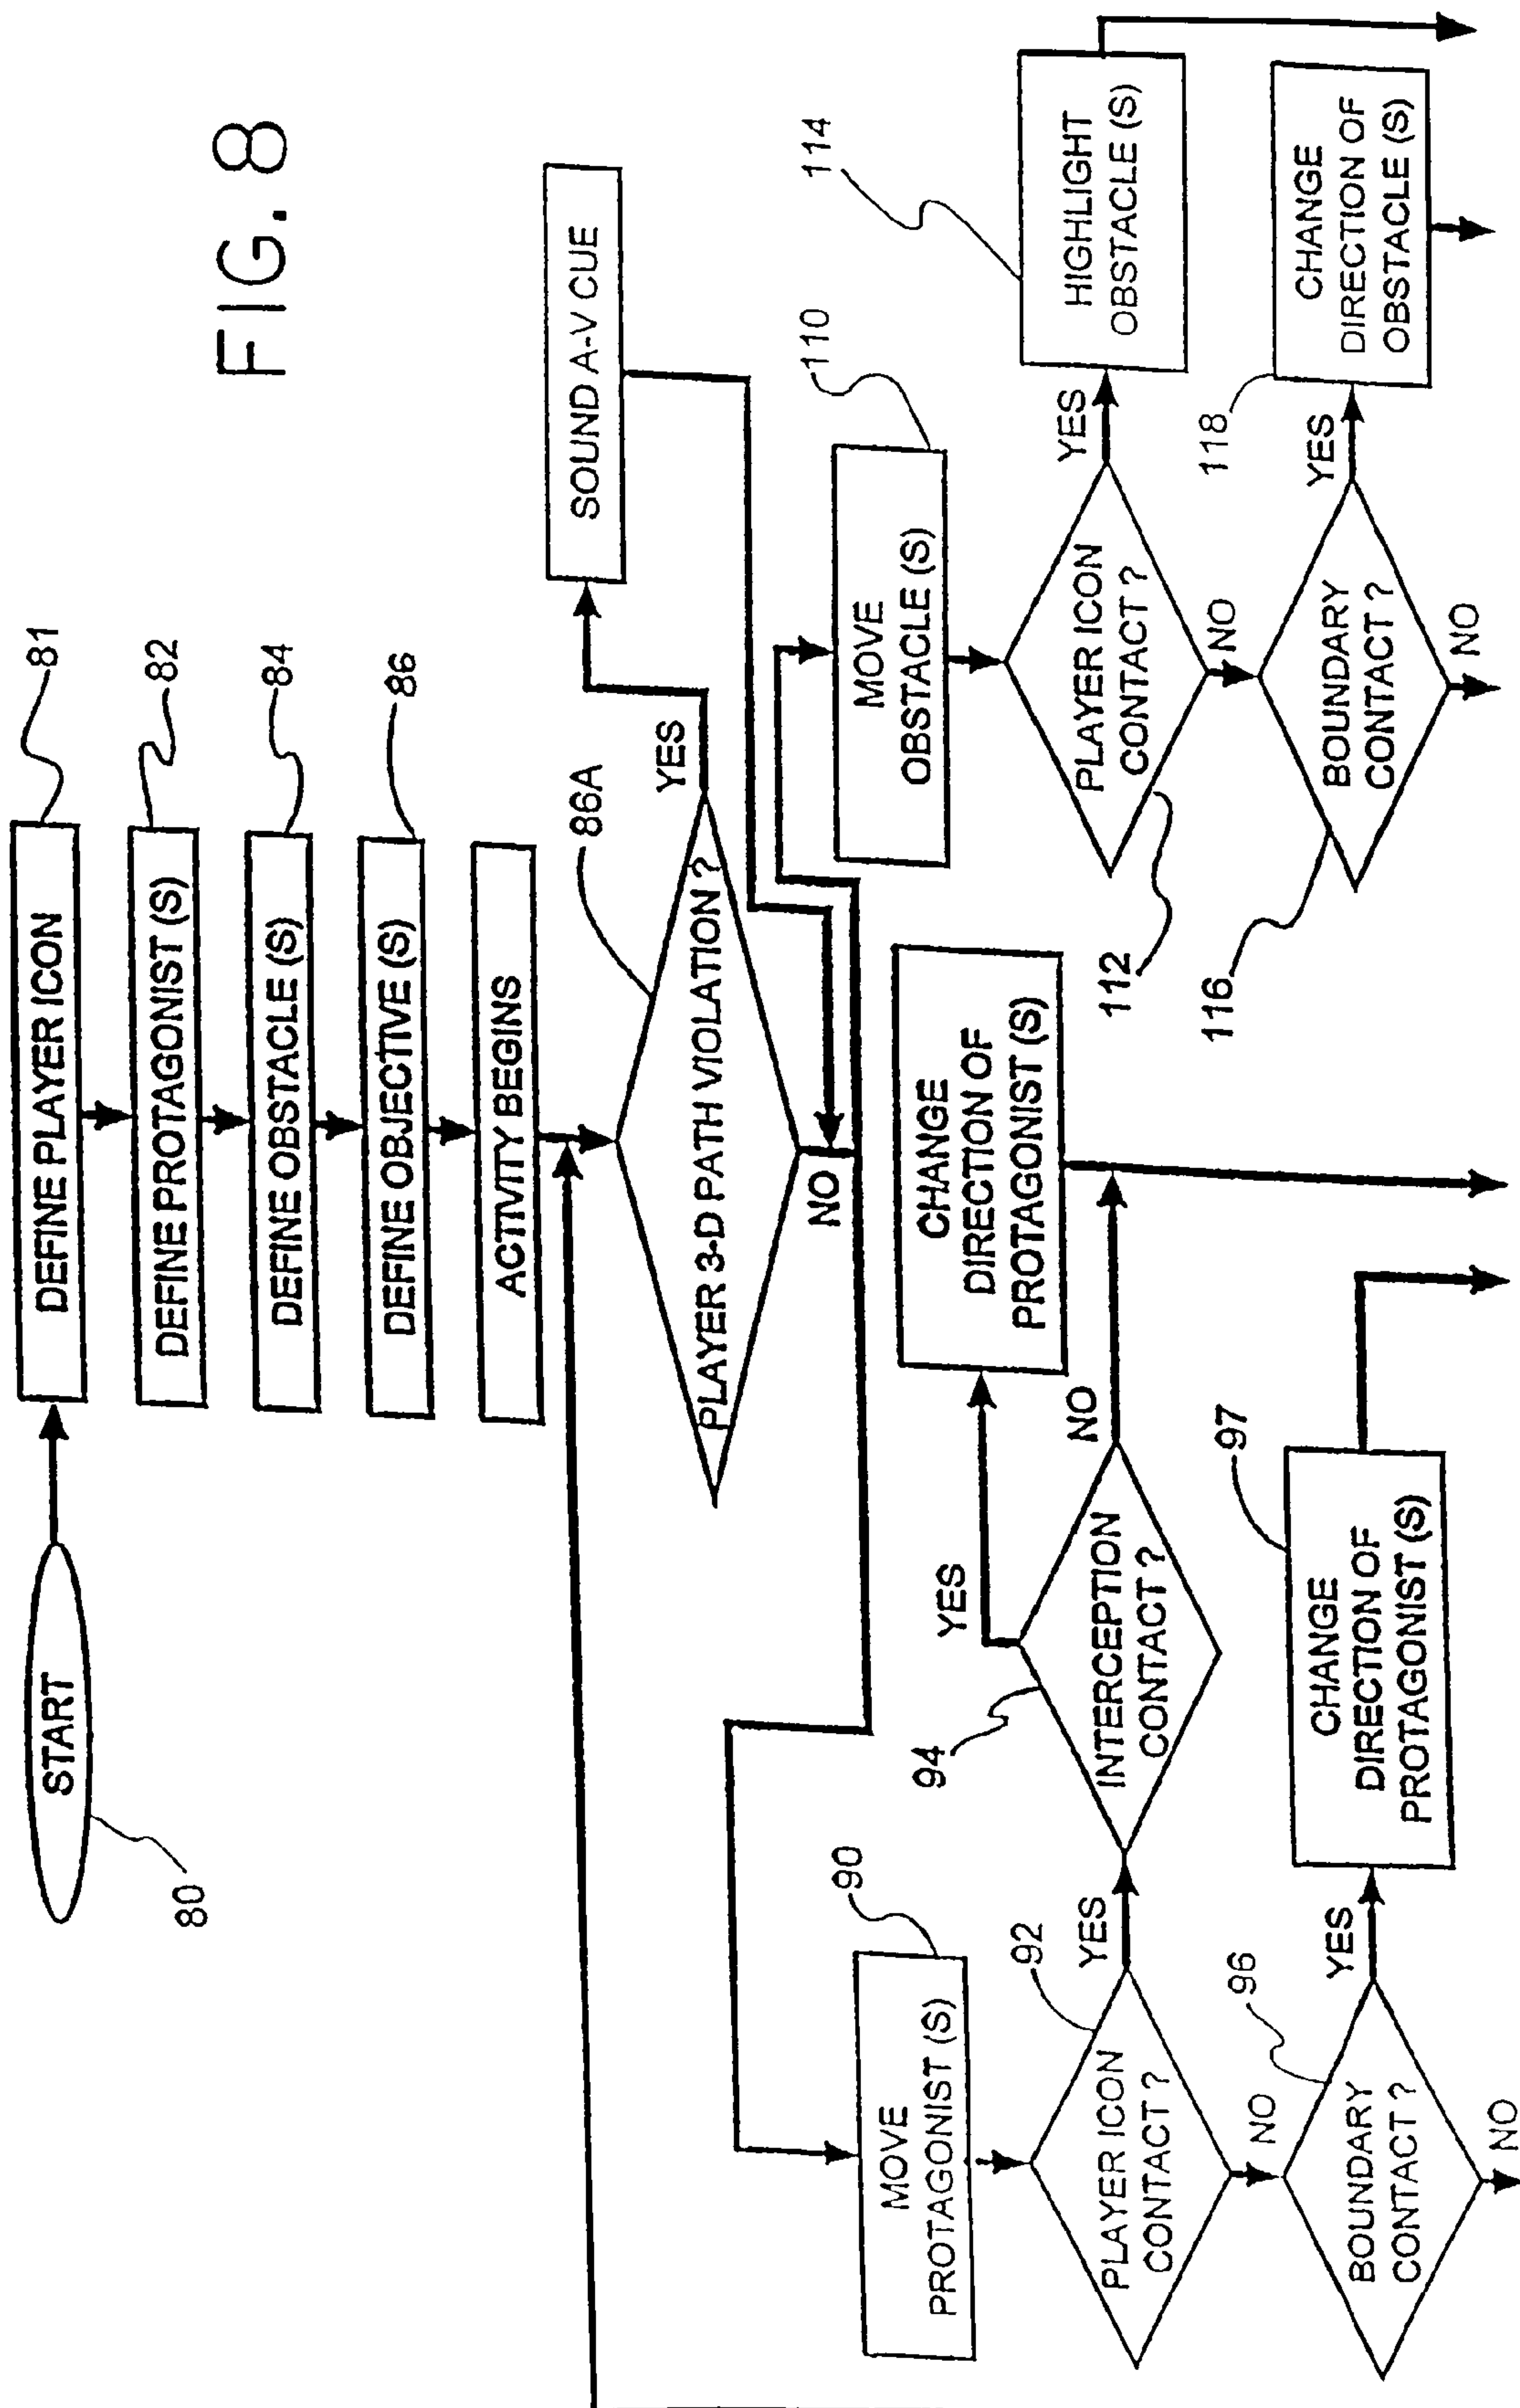 FIG. 8
START
80
DEFINE PLAYER ICON
81
DEFINE PROTAGONIST (S)
82
DEFINE OBSTACLE (S)
84
DEFINE OBJECTIVE (S)
86
ACTIVITY BEGINS
PLAYER 3-D PATH VIOLATION ?
86A
YES
NO
SOUND A-V CUE
MOVE
PROTAGONIST (S)
90
PLAYER ICON
CONTACT ?
92
YES
NO
INTERCEPTION
CONTACT ?
94
YES
NO
CHANGE
DIRECTION OF
PROTAGONIST (S)
BOUNDARY
CONTACT ?
96
YES
NO
CHANGE
DIRECTION OF
PROTAGONIST (S)
97
MOVE
OBSTACLE (S)
110
PLAYER ICON
CONTACT ?
112
YES
NO
HIGHLIGHT
OBSTACLE (S)
114
BOUNDARY
CONTACT ?
116
YES
NO
CHANGE
DIRECTION OF
OBSTACLE (S)
118